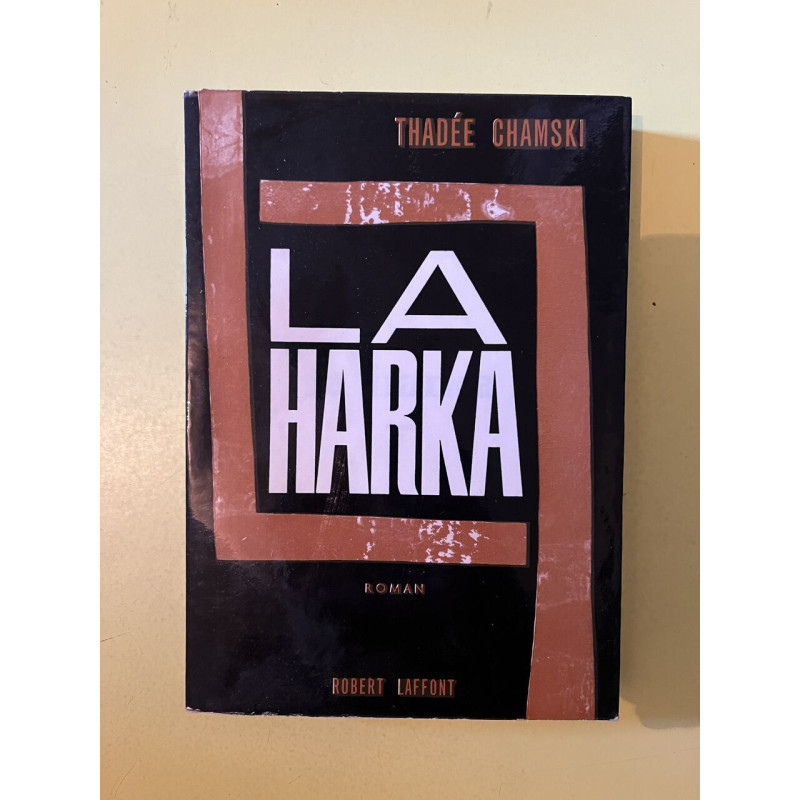 THADÉE CHAMSKI
LA
HARKA
ROMAN
ROBERT LAFFONT